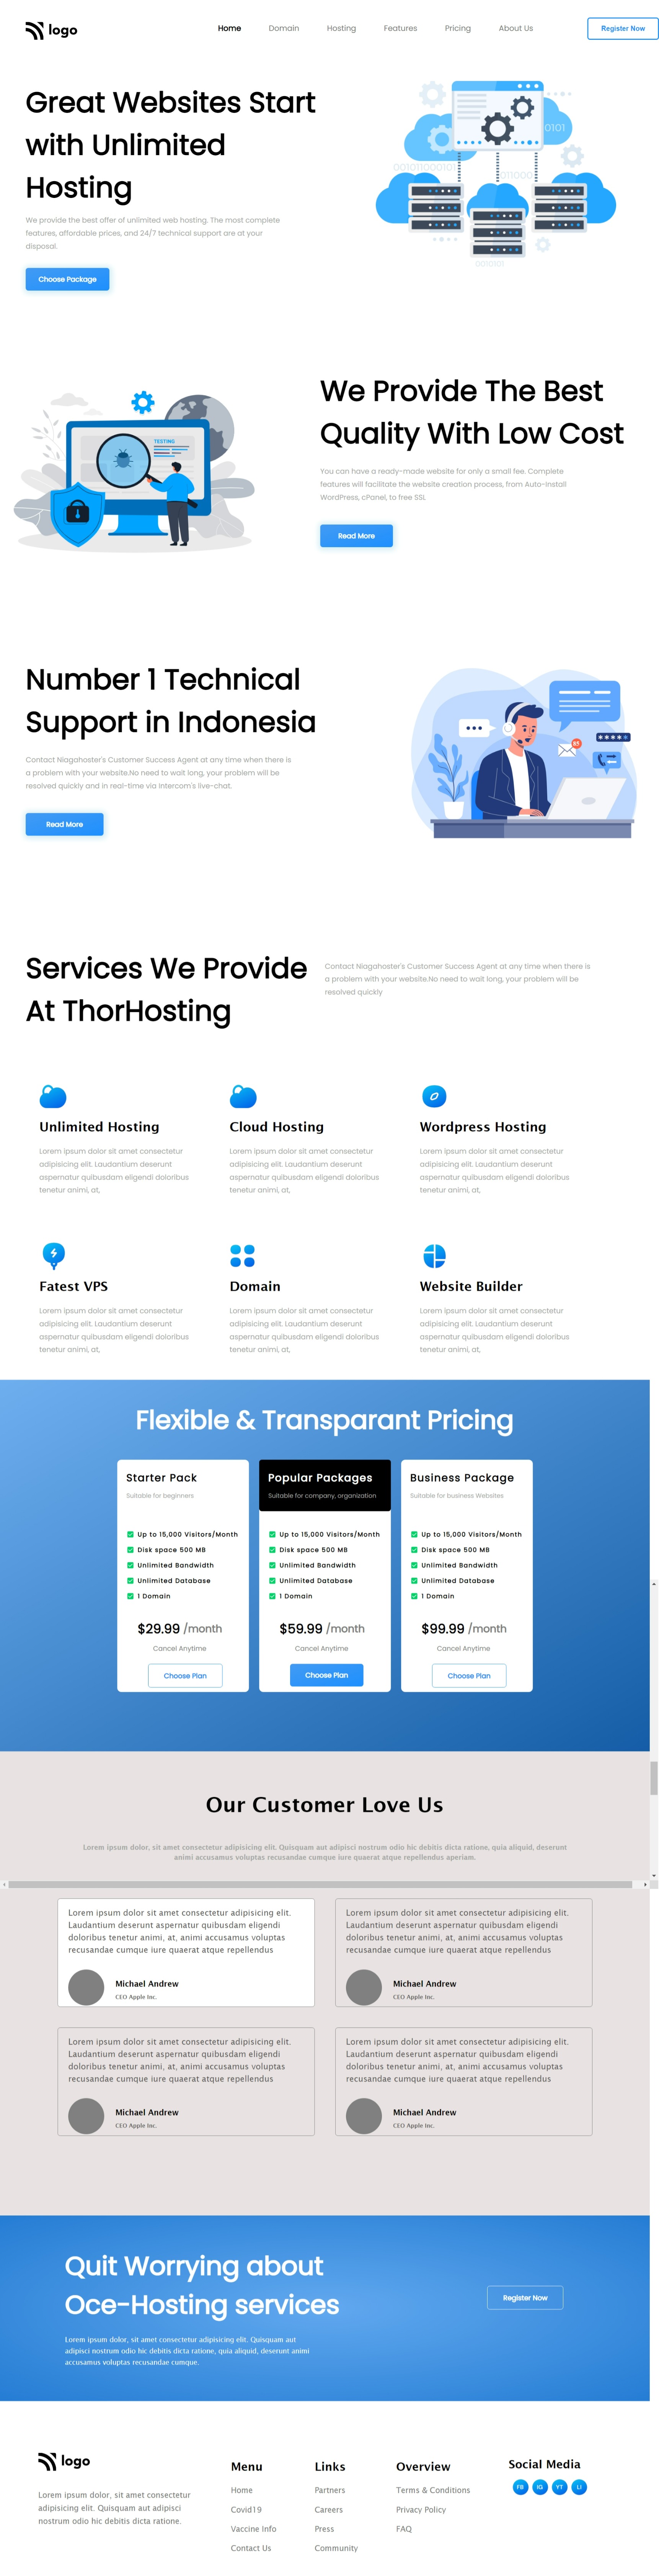 logo
Home Domain Hosting Features Pricing About Us Register Now
Great Websites Start
with Unlimited
Hosting
We provide the best offer of unlimited web hosting. The most complete
features, affordable prices, and 24/7 technical support are at your
disposal.
Choose Package
We Provide The Best
Quality With Low Cost
TESTING
You can have a ready-made website for only a small fee. Complete
features will facilitate the website creation process, from Auto-Install
WordPress, cPanel, to free SSL
Read More
Number 1 Technical
Support in Indonesia
Contact Niagahoster's Customer Success Agent at any time when there is
a problem with your website.No need to wait long, your problem will be
resolved quickly and in real-time via Intercom's live-chat.
Read More
Services We Provide
At ThorHosting
Contact Niagahoster's Customer Success Agent at any time when there is
a problem with your website.No need to wait long, your problem will be
resolved quickly
Unlimited Hosting
Lorem ipsum dolor sit amet consectetur
adipisicing elit. Laudantium deserunt
aspernatur quibusdam eligendi doloribus
tenetur animi, at,
Cloud Hosting
Lorem ipsum dolor sit amet consectetur
adipisicing elit. Laudantium deserunt
aspernatur quibusdam eligendi doloribus
tenetur animi, at,
Wordpress Hosting
Lorem ipsum dolor sit amet consectetur
adipisicing elit. Laudantium deserunt
aspernatur quibusdam eligendi doloribus
tenetur animi, at,
Fatest VPS
Lorem ipsum dolor sit amet consectetur
adipisicing elit. Laudantium deserunt
aspernatur quibusdam eligendi doloribus
tenetur animi, at,
Domain
Lorem ipsum dolor sit amet consectetur
adipisicing elit. Laudantium deserunt
aspernatur quibusdam eligendi doloribus
tenetur animi, at,
Website Builder
Lorem ipsum dolor sit amet consectetur
adipisicing elit. Laudantium deserunt
aspernatur quibusdam eligendi doloribus
tenetur animi, at,
Flexible & Transparant Pricing
Starter Pack
Suitable for beginners
Up to 15,000 Visitors/Month
Disk space 500 MB
Unlimited Bandwidth
Unlimited Database
1 Domain
$29.99 /month
Cancel Anytime
Choose Plan
Popular Packages
Suitable for company, organization
Up to 15,000 Visitors/Month
Disk space 500 MB
Unlimited Bandwidth
Unlimited Database
1 Domain
$59.99 /month
Cancel Anytime
Choose Plan
Business Package
Suitable for business Websites
Up to 15,000 Visitors/Month
Disk space 500 MB
Unlimited Bandwidth
Unlimited Database
1 Domain
$99.99 /month
Cancel Anytime
Choose Plan
Our Customer Love Us
Lorem ipsum dolor, sit amet consectetur adipisicing elit. Quisquam aut adipisci nostrum odio hic debitis dicta ratione, quia aliquid, deserunt
animi accusamus voluptas recusandae cumque iure quaerat atque repellendus aperiam.
Lorem ipsum dolor sit amet consectetur adipisicing elit.
Laudantium deserunt aspernatur quibusdam eligendi
doloribus tenetur animi, at, animi accusamus voluptas
recusandae cumque iure quaerat atque repellendus
Michael Andrew
CEO Apple Inc.
Lorem ipsum dolor sit amet consectetur adipisicing elit.
Laudantium deserunt aspernatur quibusdam eligendi
doloribus tenetur animi, at, animi accusamus voluptas
recusandae cumque iure quaerat atque repellendus
Michael Andrew
CEO Apple Inc.
Lorem ipsum dolor sit amet consectetur adipisicing elit.
Laudantium deserunt aspernatur quibusdam eligendi
doloribus tenetur animi, at, animi accusamus voluptas
recusandae cumque iure quaerat atque repellendus
Michael Andrew
CEO Apple Inc.
Lorem ipsum dolor sit amet consectetur adipisicing elit.
Laudantium deserunt aspernatur quibusdam eligendi
doloribus tenetur animi, at, animi accusamus voluptas
recusandae cumque iure quaerat atque repellendus
Michael Andrew
CEO Apple Inc.
Quit Worrying about
Oce-Hosting services
Lorem ipsum dolor, sit amet consectetur adipisicing elit. Quisquam aut
adipisci nostrum odio hic debitis dicta ratione, quia aliquid, deserunt animi
accusamus voluptas recusandae cumque.
Register Now
logo
Lorem ipsum dolor, sit amet consectetur
adipisicing elit. Quisquam aut adipisci
nostrum odio hic debitis dicta ratione.
Menu
Home
Covid19
Vaccine Info
Contact Us
Links
Partners
Careers
Press
Community
Overview
Terms & Conditions
Privacy Policy
FAQ
Social Media
FB IG YT LI